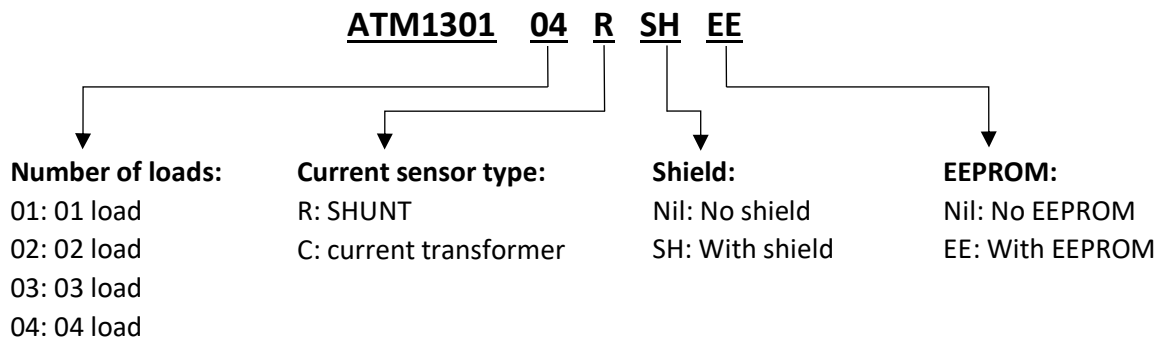 ATM1301 04 R SH EE
Number of loads:
01: 01 load
02: 02 load
03: 03 load
04: 04 load
Current sensor type:
R: SHUNT
C: current transformer
Shield:
Nil: No shield
SH: With shield
EEPROM:
Nil: No EEPROM
EE: With EEPROM